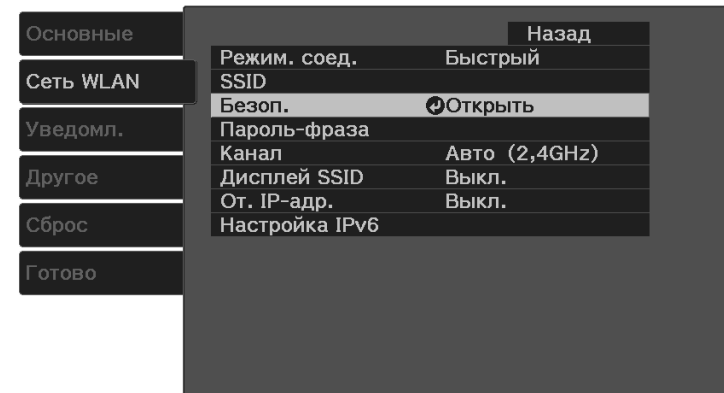 Основные
Сеть WLAN
Уведомл.
Другое
Сброс
Готово
Назад
Режим. соед. Быстрый
SSID
Безоп. Открыть
Пароль-фраза
Канал Авто (2,4GHz)
Дисплей SSID Выкл.
От. IP-адр. Выкл.
Настройка IPv6